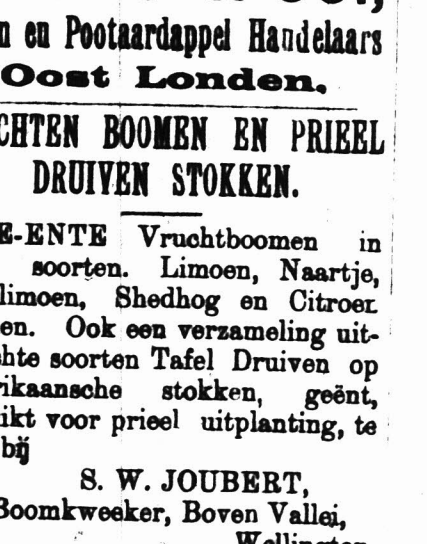 en Pootaardappel Handelaars
Oost Londen.
CHTEN BOOMEN EN PRIEEL
DRUIVEN STOKKEN.
E-ENTE Vruchtboomen in
soorten. Limoen, Naartje,
limoen, Shedhog en Citroen
en. Ook een verzameling uit-
hte soorten Tafel Druiven op
rikaansche stokken, geënt,
ikt voor prieel uitplanting, te
bij
S. W. JOUBERT,
Boomkweeker, Boven Vallei,
Wellington